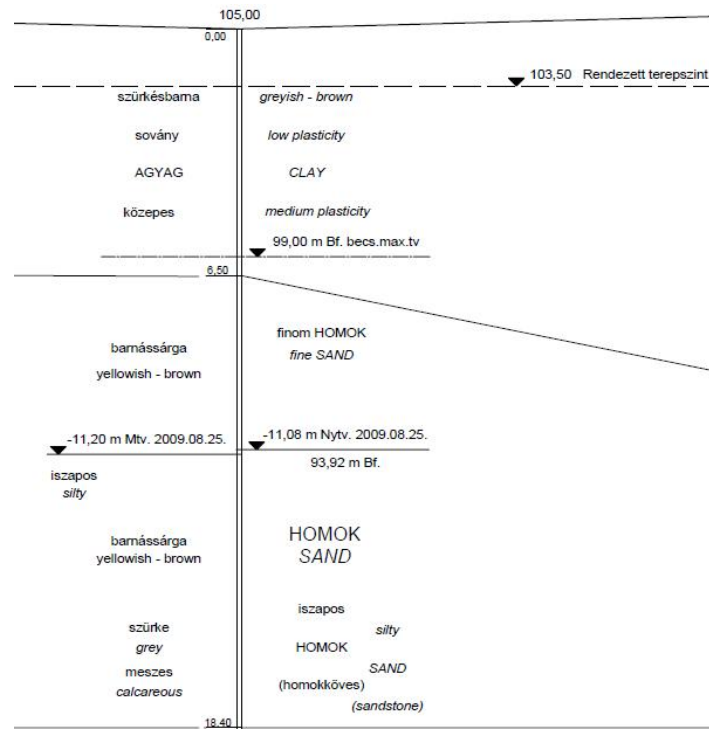 105,00
0,00
103,50 Rendezett terepszint
szürkésbarna greyish - brown
sovány low plasticity
AGYAG CLAY
közepes medium plasticity
99,00 m Bf. becs.max.tv
6,50
finom HOMOK
fine SAND
barnássárga
yellowish - brown
-11,20 m Mtv. 2009.08.25. -11,08 m Nytv. 2009.08.25.
93,92 m Bf.
iszapos
silty
HOMOK
SAND
barnássárga
yellowish - brown
iszapos
silty
szürke
grey
HOMOK
SAND
meszes
calcareous
(homokköves)
(sandstone)
18,40